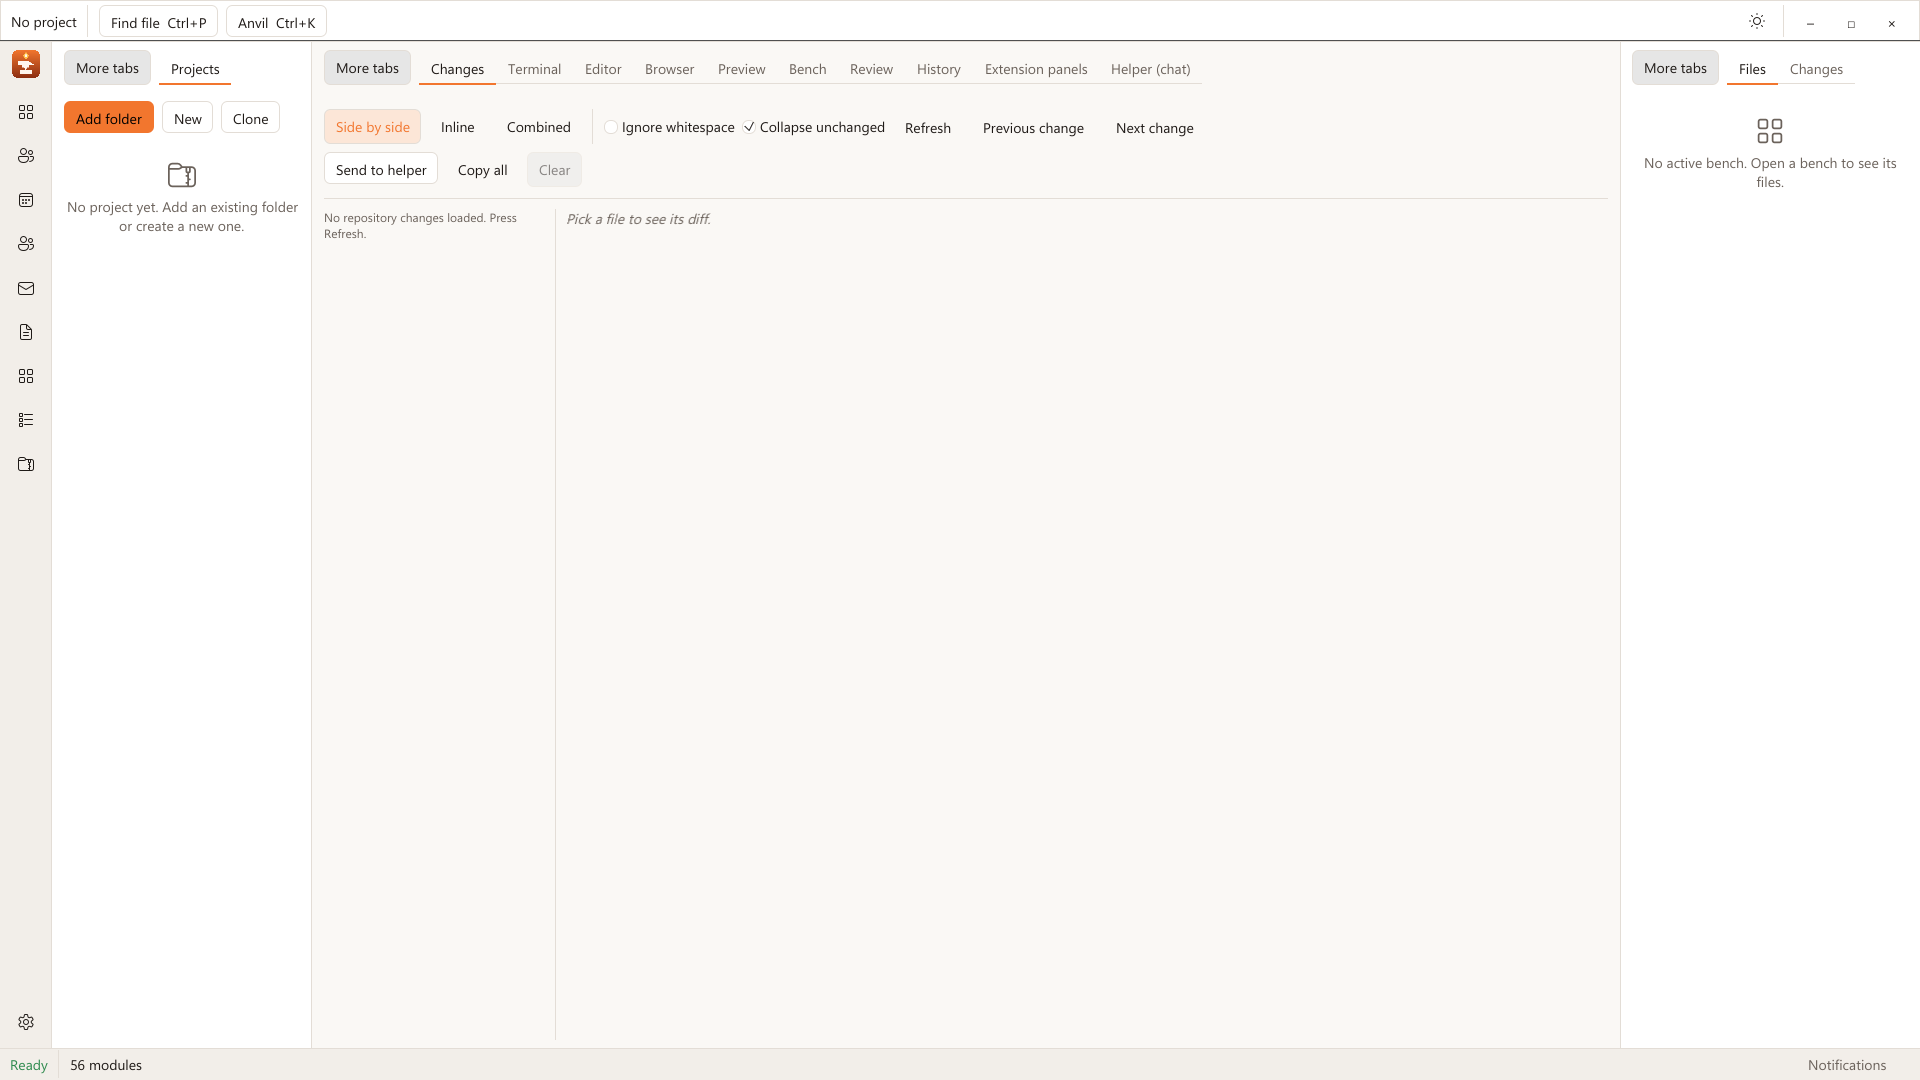 No project
Find file Ctrl+P
Anvil Ctrl+K
More tabs
Projects
Add folder
New
Clone
No project yet. Add an existing folder
or create a new one.
More tabs
Changes
Terminal
Editor
Browser
Preview
Bench
Review
History
Extension panels
Helper (chat)
Side by side
Inline
Combined
Ignore whitespace
Collapse unchanged
Refresh
Previous change
Next change
Send to helper
Copy all
Clear
No repository changes loaded. Press
Refresh.
Pick a file to see its diff.
More tabs
Files
Changes
No active bench. Open a bench to see its
files.
Ready
56 modules
Notifications